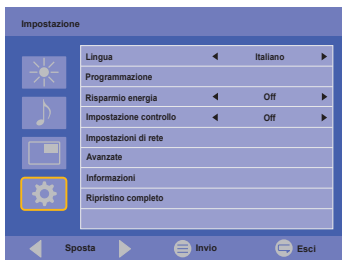 Impostazione
Lingua Italiano
Programmazione
Risparmio energia Off
Impostazione controllo Off
Impostazioni di rete
Avanzate
Informazioni
Ripristino completo
Sposta Invio Esci